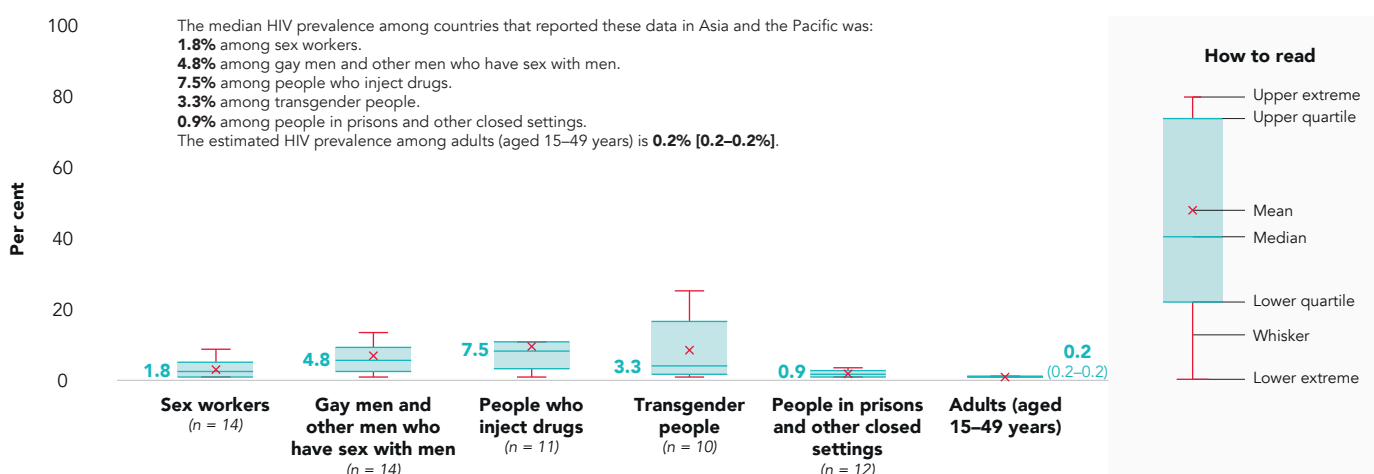 The median HIV prevalence among countries that reported these data in Asia and the Pacific was:
1.8% among sex workers.
4.8% among gay men and other men who have sex with men.
7.5% among people who inject drugs.
3.3% among transgender people.
0.9% among people in prisons and other closed settings.
The estimated HIV prevalence among adults (aged 15–49 years) is 0.2% [0.2–0.2%].
Per cent
100
80
60
40
20
0
1.8
4.8
7.5
3.3
0.9
0.2
(0.2–0.2)
Sex workers
(n = 14)
Gay men and
other men who
have sex with men
(n = 14)
People who
inject drugs
(n = 11)
Transgender
people
(n = 10)
People in prisons
and other closed
settings
(n = 12)
Adults (aged
15–49 years)
How to read
Upper extreme
Upper quartile
Mean
Median
Lower quartile
Whisker
Lower extreme